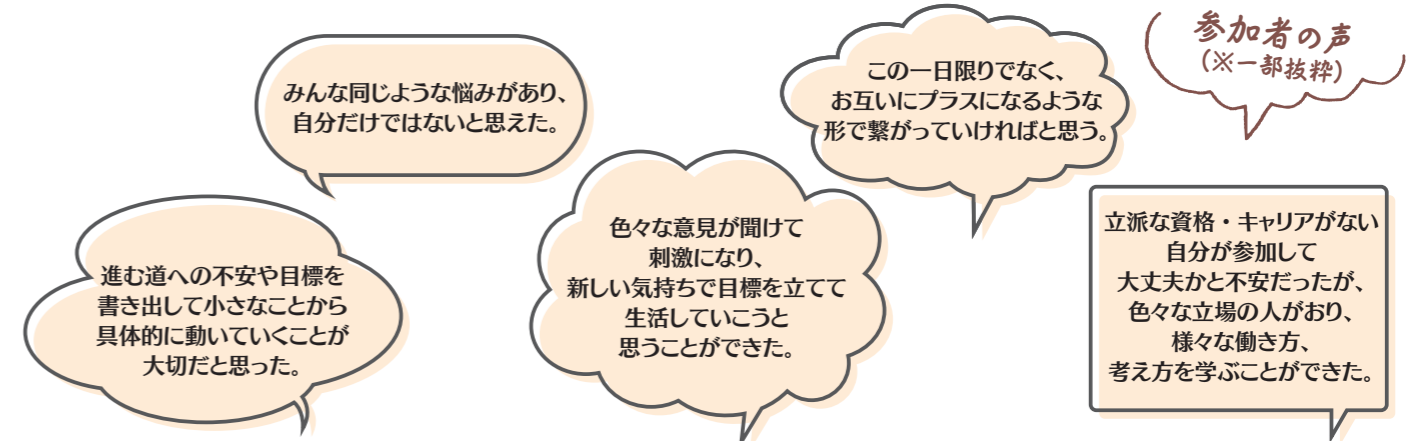 参加者の声
（※一部抜粋）
みんな同じような悩みがあり、
自分だけではないと思えた。
この一日限りでなく、
お互いにプラスになるような
形で繋がっていければと思う。
進む道への不安や目標を
書き出して小さなことから
具体的に動いていくことが
大切だと思った。
色々な意見が聞けて
刺激になり、
新しい気持ちで目標を立てて
生活していこうと
思うことができた。
立派な資格・キャリアがない
自分が参加して
大丈夫かと不安だったが、
色々な立場の人がおり、
様々な働き方、
考え方を学ぶことができた。